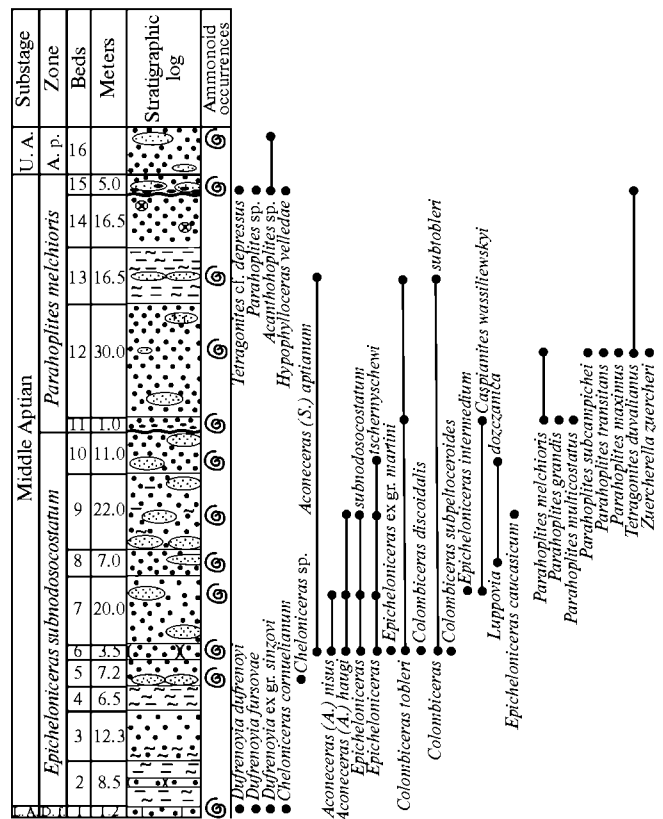 Substage
Zone
Beds
Meters
Stratigraphic
log
Ammonoid
occurrences
U. A.
A. p.
16
Middle Aptian
Parahoplites melchioris
15 5.0
14 16.5
13 16.5
12 30.0
11 1.0
Epicheloniceras subnodosocostatum
10 11.0
9 22.0
8 7.0
7 20.0
6 3.5
5 7.2
4 6.5
3 12.3
2 8.5
L.A. 1 1.2
Tetragonites cf. depressus
Parahoplites sp.
Acanthohoplites sp.
Hypophylloceras velledae
Dufrenoyia dufrenoyi
Dufrenoyia fursovae
Dufrenoyia ex gr. sinzovi
Cheloniceras cornuelianum
Cheloniceras sp.
Aconeceras (S.) aptianum
Aconeceras (A.) nisus
Aconeceras (A.) haugi
Epicheloniceras subnodosocostatum
Epicheloniceras tschernyschewi
Epicheloniceras ex gr. martini
Colombiceras tobleri
Colombiceras discoidalis
Colombiceras subtobleri
Colombiceras subpeltoceroides
Epicheloniceras intermedium
Caspianites wassiliewskyi
Luppovia dozczanica
Epicheloniceras caucasicum
Parahoplites melchioris
Parahoplites grandis
Parahoplites multicostatus
Parahoplites subcampichei
Parahoplites transitans
Parahoplites maximus
Tetragonites duvalianus
Zuercherella zuercheri